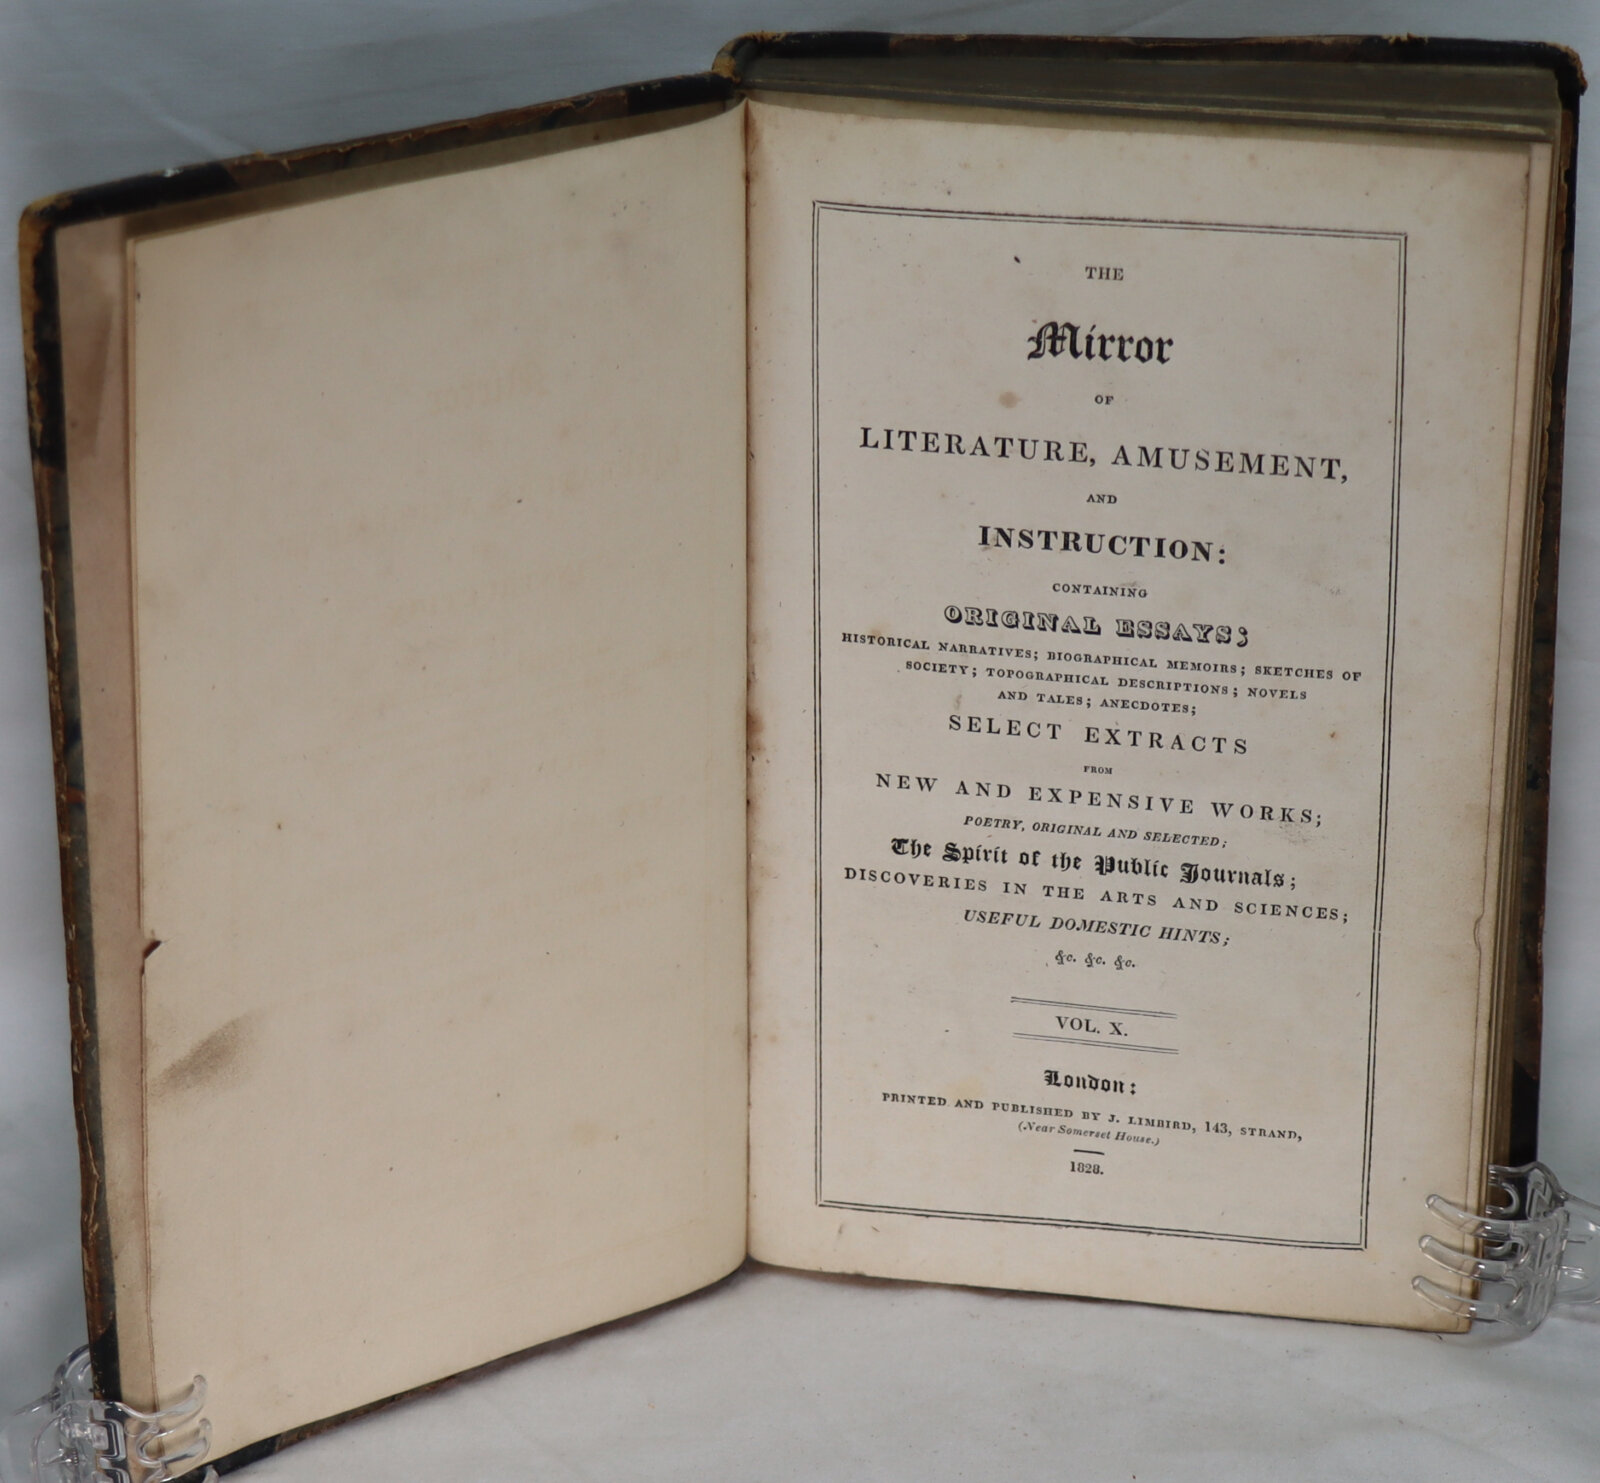 THE
Mirror
OF
LITERATURE, AMUSEMENT,
AND
INSTRUCTION:
CONTAINING
ORIGINAL ESSAYS;
HISTORICAL NARRATIVES; BIOGRAPHICAL MEMOIRS; SKETCHES OF
SOCIETY; TOPOGRAPHICAL DESCRIPTIONS; NOVELS
AND TALES; ANECDOTES;
SELECT EXTRACTS
FROM
NEW AND EXPENSIVE WORKS;
POETRY, ORIGINAL AND SELECTED;
The Spirit of the Public Journals;
DISCOVERIES IN THE ARTS AND SCIENCES;
USEFUL DOMESTIC HINTS;
&c. &c. &c.
VOL. X.
London:
PRINTED AND PUBLISHED BY J. LIMBIRD, 143, STRAND,
(Near Somerset House.)
1828.